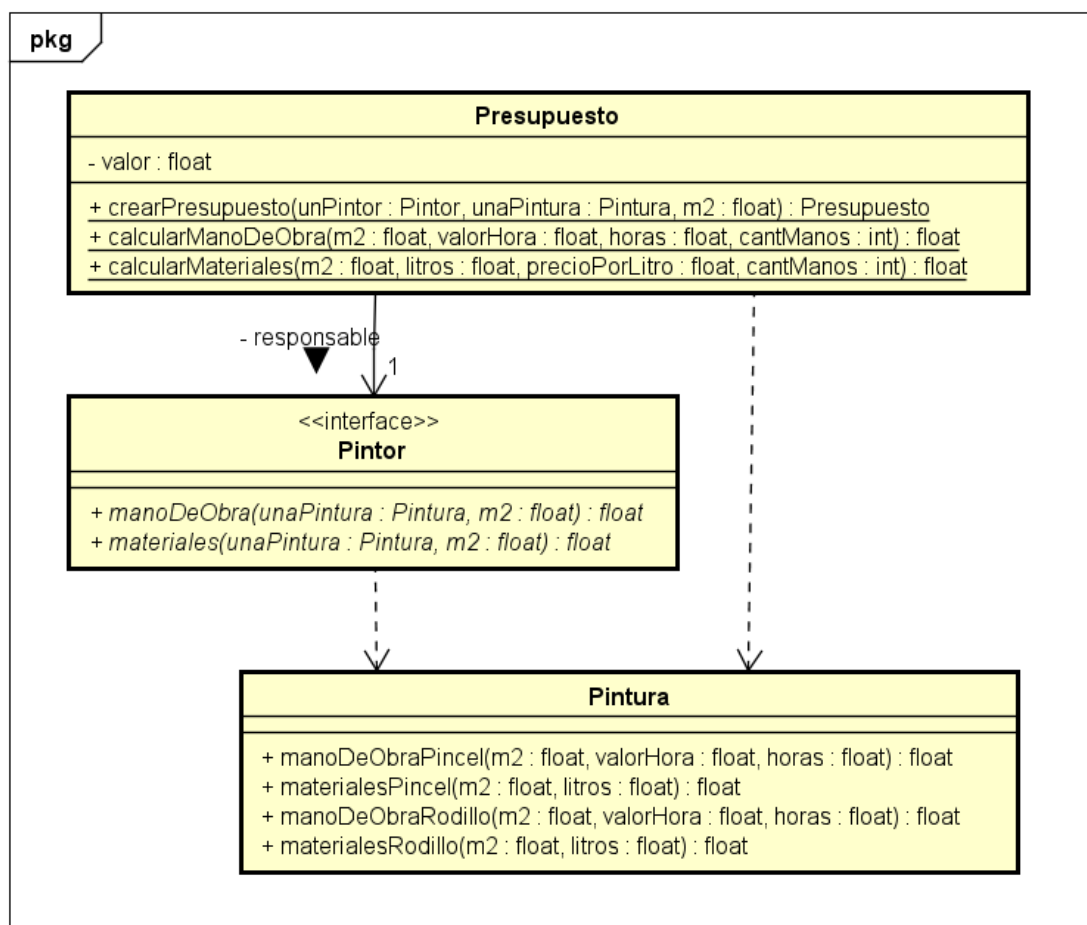 pkg
Presupuesto
- valor : float
+ crearPresupuesto(unPintor : Pintor, unaPintura : Pintura, m2 : float) : Presupuesto
+ calcularManoDeObra(m2 : float, valorHora : float, horas : float, cantManos : int) : float
+ calcularMateriales(m2 : float, litros : float, precioPorLitro : float, cantManos : int) : float
- responsable
1
<<interface>>
Pintor
+ manoDeObra(unaPintura : Pintura, m2 : float) : float
+ materiales(unaPintura : Pintura, m2 : float) : float
Pintura
+ manoDeObraPincel(m2 : float, valorHora : float, horas : float) : float
+ materialesPincel(m2 : float, litros : float) : float
+ manoDeObraRodillo(m2 : float, valorHora : float, horas : float) : float
+ materialesRodillo(m2 : float, litros : float) : float